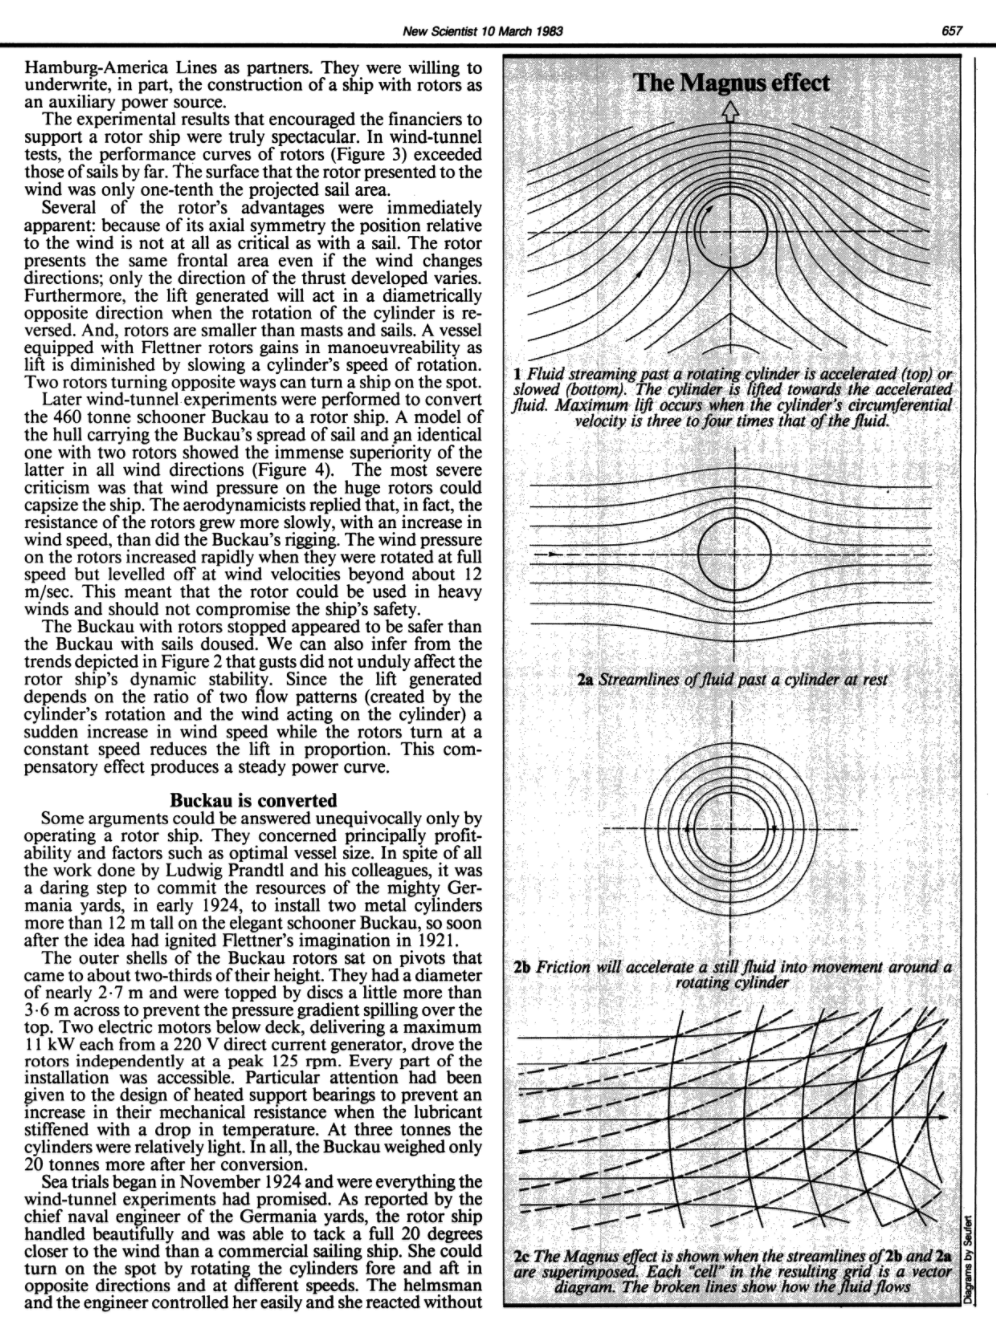 New Scientist 10 March 1983
657
Hamburg-America Lines as partners. They were willing to
underwrite, in part, the construction of a ship with rotors as
an auxiliary power source.
The experimental results that encouraged the financiers to
support a rotor ship were truly spectacular. In wind-tunnel
tests, the performance curves of rotors (Figure 3) exceeded
those of sails by far. The surface that the rotor presented to the
wind was only one-tenth the projected sail area.
Several of the rotor's advantages were immediately
apparent: because of its axial symmetry the position relative
to the wind is not at all as critical as with a sail. The rotor
presents the same frontal area even if the wind changes
directions; only the direction of the thrust developed varies.
Furthermore, the lift generated will act in a diametrically
opposite direction when the rotation of the cylinder is re-
versed. And, rotors are smaller than masts and sails. A vessel
equipped with Flettner rotors gains in manoeuvreability as
lift is diminished by slowing a cylinder's speed of rotation.
Two rotors turning opposite ways can turn a ship on the spot.
Later wind-tunnel experiments were performed to convert
the 460 tonne schooner Buckau to a rotor ship. A model of
the hull carrying the Buckau's spread of sail and an identical
one with two rotors showed the immense superiority of the
latter in all wind directions (Figure 4). The most severe
criticism was that wind pressure on the huge rotors could
capsize the ship. The aerodynamicists replied that, in fact, the
resistance of the rotors grew more slowly, with an increase in
wind speed, than did the Buckau's rigging. The wind pressure
on the rotors increased rapidly when they were rotated at full
speed but levelled off at wind velocities beyond about 12
m/sec. This meant that the rotor could be used in heavy
winds and should not compromise the ship's safety.
The Buckau with rotors stopped appeared to be safer than
the Buckau with sails doused. We can also infer from the
trends depicted in Figure 2 that gusts did not unduly affect the
rotor ship's dynamic stability. Since the lift generated
depends on the ratio of two flow patterns (created by the
cylinder's rotation and the wind acting on the cylinder) a
sudden increase in wind speed while the rotors turn at a
constant speed reduces the lift in proportion. This com-
pensatory effect produces a steady power curve.
Buckau is converted
Some arguments could be answered unequivocally only by
operating a rotor ship. They concerned principally profit-
ability and factors such as optimal vessel size. In spite of all
the work done by Ludwig Prandtl and his colleagues, it was
a daring step to commit the resources of the mighty Ger-
mania yards, in early 1924, to install two metal cylinders
more than 12 m tall on the elegant schooner Buckau, so soon
after the idea had ignited Flettner's imagination in 1921.
The outer shells of the Buckau rotors sat on pivots that
came to about two-thirds of their height. They had a diameter
of nearly 2·7 m and were topped by discs a little more than
3·6 m across to prevent the pressure gradient spilling over the
top. Two electric motors below deck, delivering a maximum
11 kW each from a 220 V direct current generator, drove the
rotors independently at a peak 125 rpm. Every part of the
installation was accessible. Particular attention had been
given to the design of heated support bearings to prevent an
increase in their mechanical resistance when the lubricant
stiffened with a drop in temperature. At three tonnes the
cylinders were relatively light. In all, the Buckau weighed only
20 tonnes more after her conversion.
Sea trials began in November 1924 and were everything the
wind-tunnel experiments had promised. As reported by the
chief naval engineer of the Germania yards, the rotor ship
handled beautifully and was able to tack a full 20 degrees
closer to the wind than a commercial sailing ship. She could
turn on the spot by rotating the cylinders fore and aft in
opposite directions and at different speeds. The helmsman
and the engineer controlled her easily and she reacted without
The Magnus effect
1 Fluid streaming past a rotating cylinder is accelerated (top) or
slowed (bottom). The cylinder is lifted towards the accelerated
fluid. Maximum lift occurs when the cylinder's circumferential
velocity is three to four times that of the fluid.
2a Streamlines of fluid past a cylinder at rest
2b Friction will accelerate a still fluid into movement around a
rotating cylinder
2c The Magnus effect is shown when the streamlines of 2b and 2a
are superimposed. Each "cell" in the resulting grid is a vector
diagram. The broken lines show how the fluid flows
Diagrams by Seufert